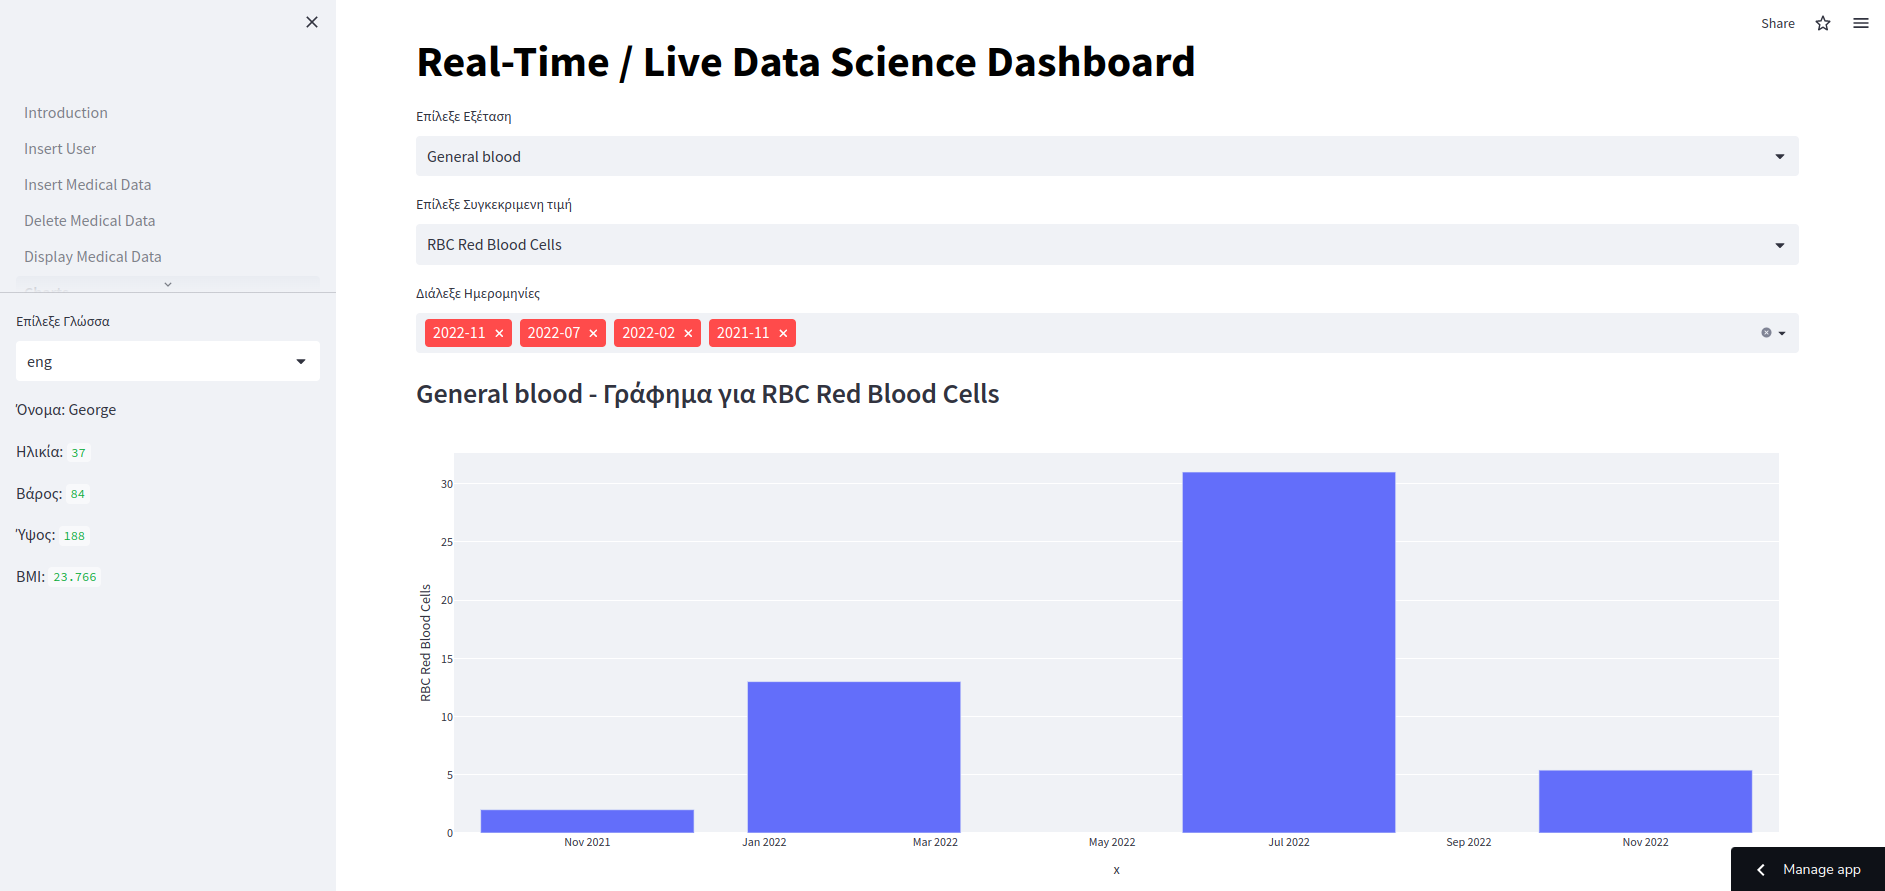 Share
Introduction
Insert User
Insert Medical Data
Delete Medical Data
Display Medical Data
Επίλεξε Γλώσσα
eng
Όνομα: George
Ηλικία: 37
Βάρος: 84
Ύψος: 188
BMI: 23.766
Real-Time / Live Data Science Dashboard
Επίλεξε Εξέταση
General blood
Επίλεξε Συγκεκριμενη τιμή
RBC Red Blood Cells
Διάλεξε Ημερομηνίες
2022-11 2022-07 2022-02 2021-11
General blood - Γράφημα για RBC Red Blood Cells
RBC Red Blood Cells
30
25
20
15
10
5
0
Nov 2021 Jan 2022 Mar 2022 May 2022 Jul 2022 Sep 2022 Nov 2022
x
Manage app